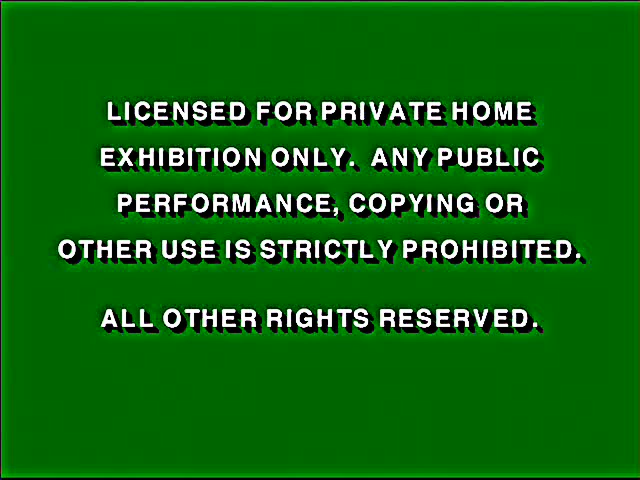 LICENSED FOR PRIVATE HOME
EXHIBITION ONLY. ANY PUBLIC
PERFORMANCE, COPYING OR
OTHER USE IS STRICTLY PROHIBITED.
ALL OTHER RIGHTS RESERVED.